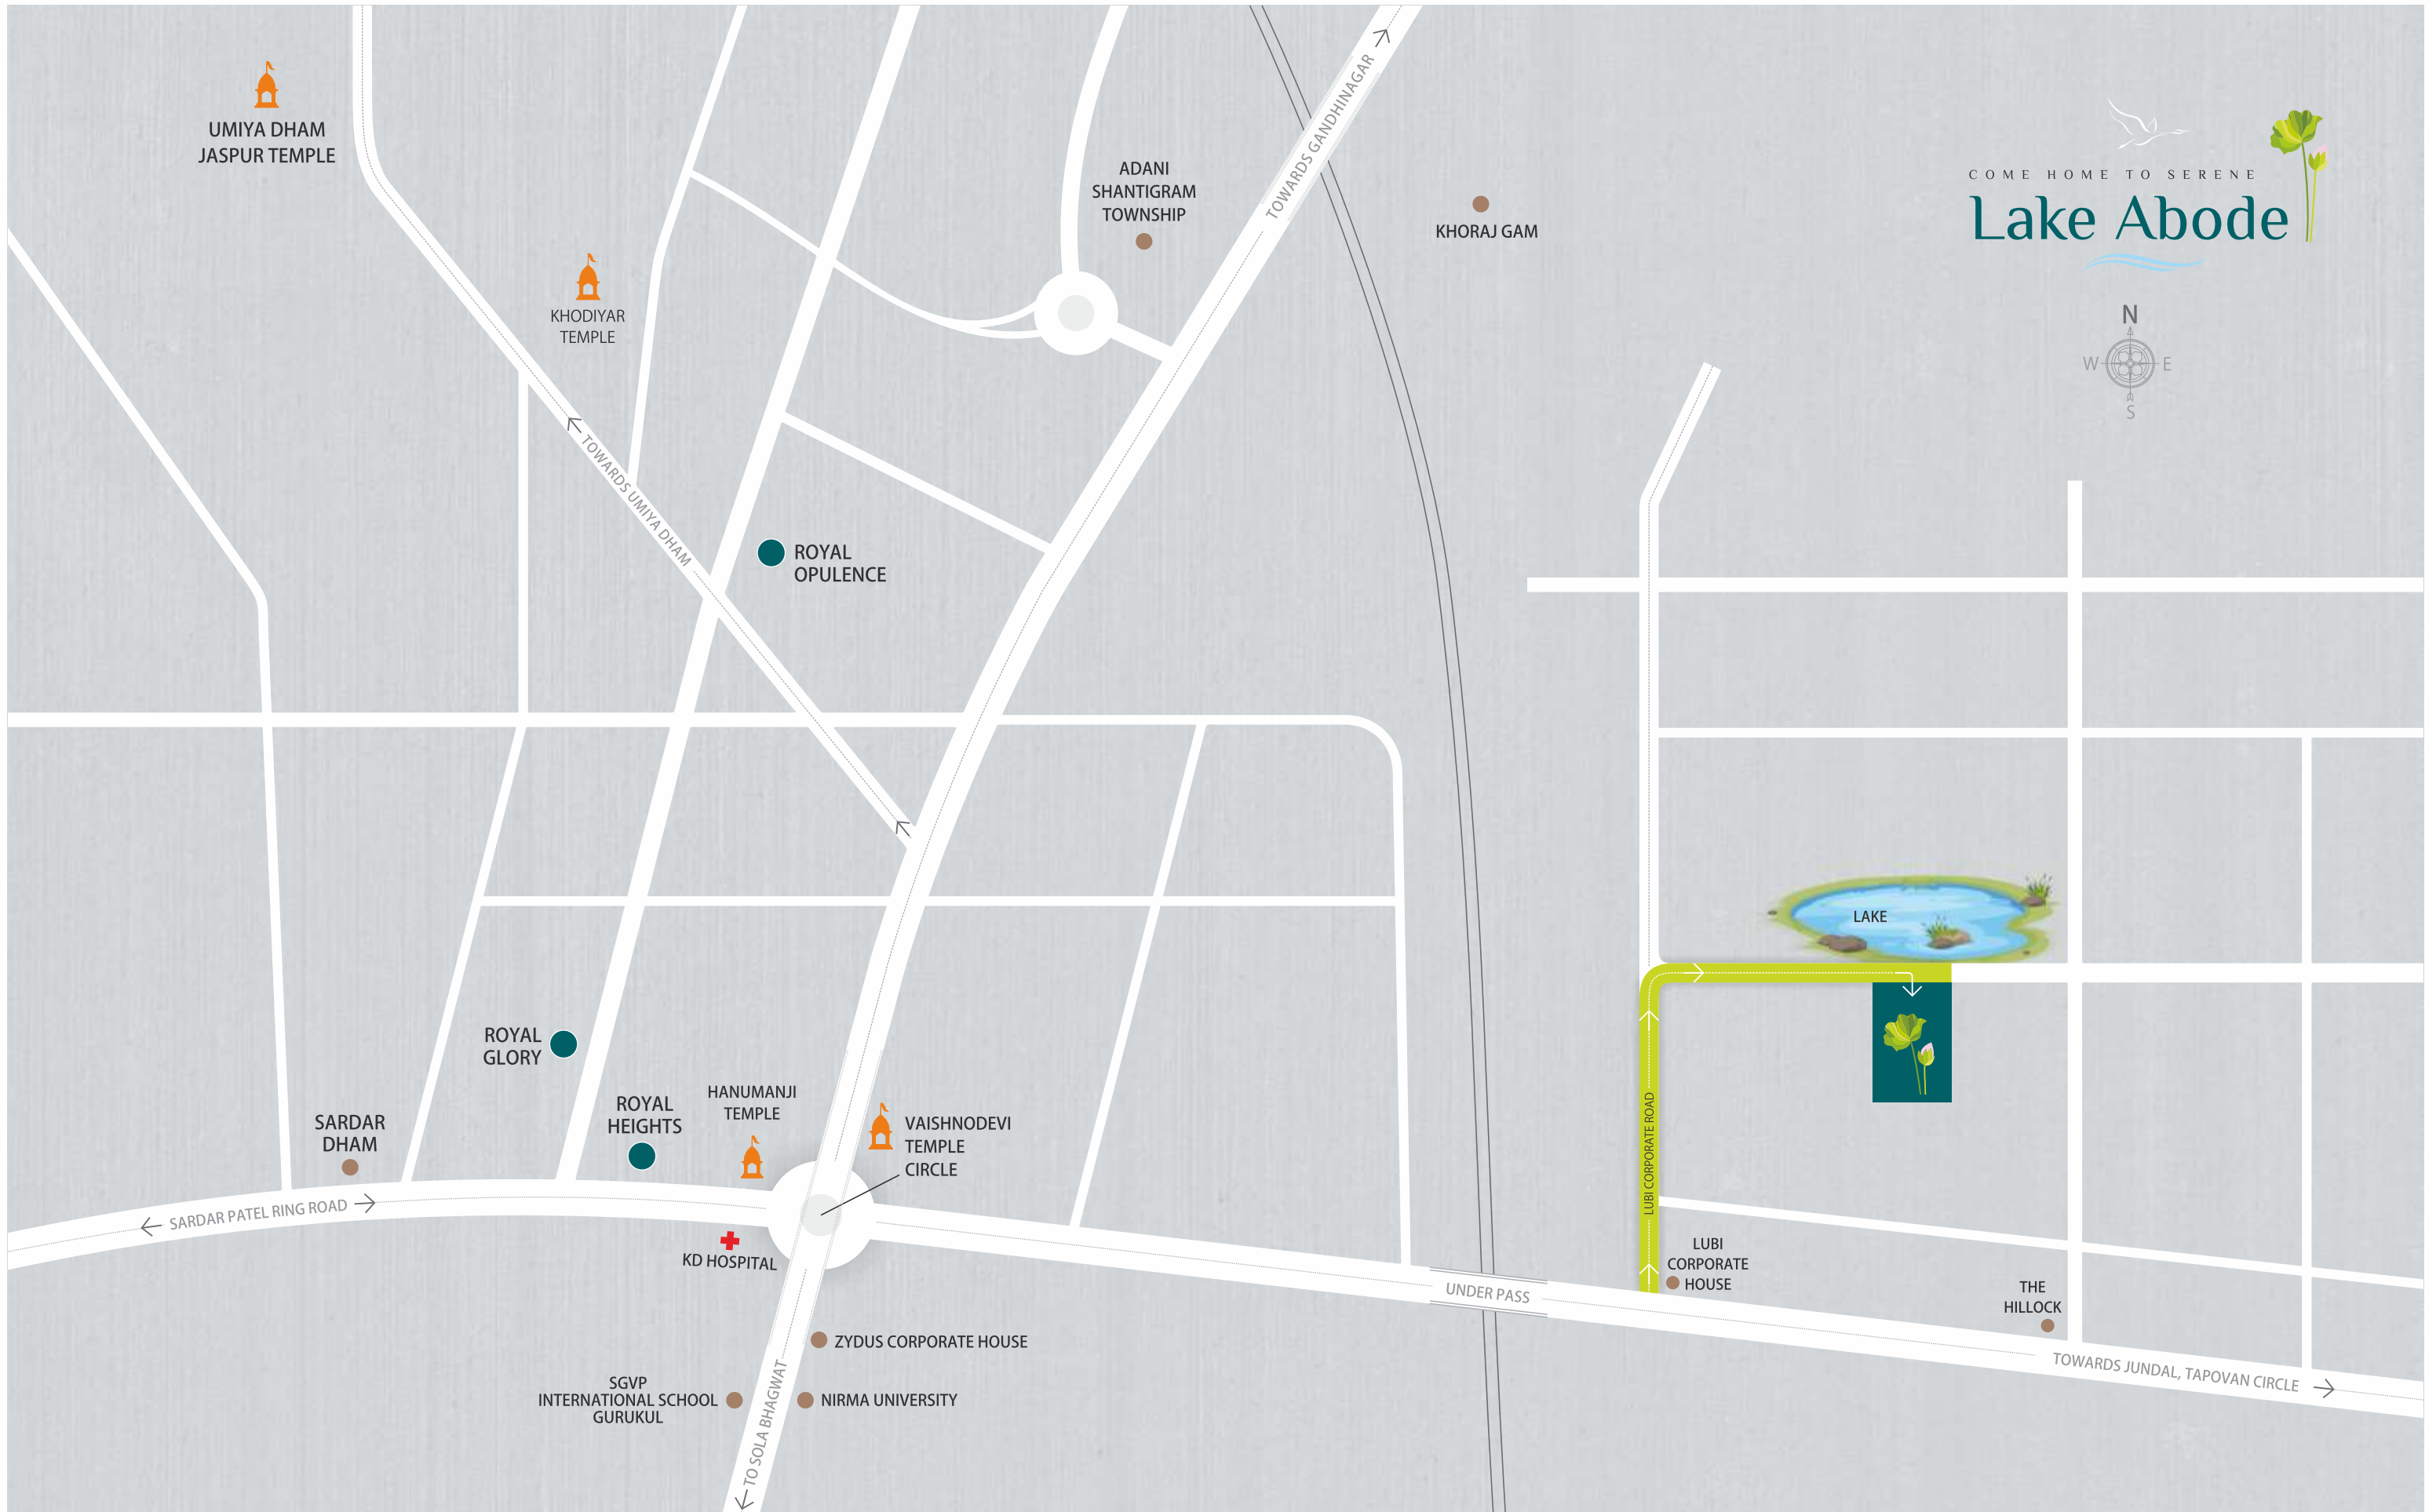 UMIYA DHAM
JASPUR TEMPLE
KHODIYAR
TEMPLE
ADANI
SHANTIGRAM
TOWNSHIP
TOWARDS GANDHINAGAR
KHORAJ GAM
COME HOME TO SERENE
Lake Abode
N
W
E
S
TOWARDS UMIYA DHAM
ROYAL
OPULENCE
LAKE
ROYAL
GLORY
SARDAR
DHAM
ROYAL
HEIGHTS
HANUMANJI
TEMPLE
VAISHNODEVI
TEMPLE
CIRCLE
LUBI CORPORATE ROAD
SARDAR PATEL RING ROAD
KD HOSPITAL
UNDER PASS
LUBI
CORPORATE
HOUSE
THE
HILLOCK
TOWARDS JUNDAL, TAPOVAN CIRCLE
ZYDUS CORPORATE HOUSE
SGVP
INTERNATIONAL SCHOOL
GURUKUL
NIRMA UNIVERSITY
TO SOLA BHAGWAT